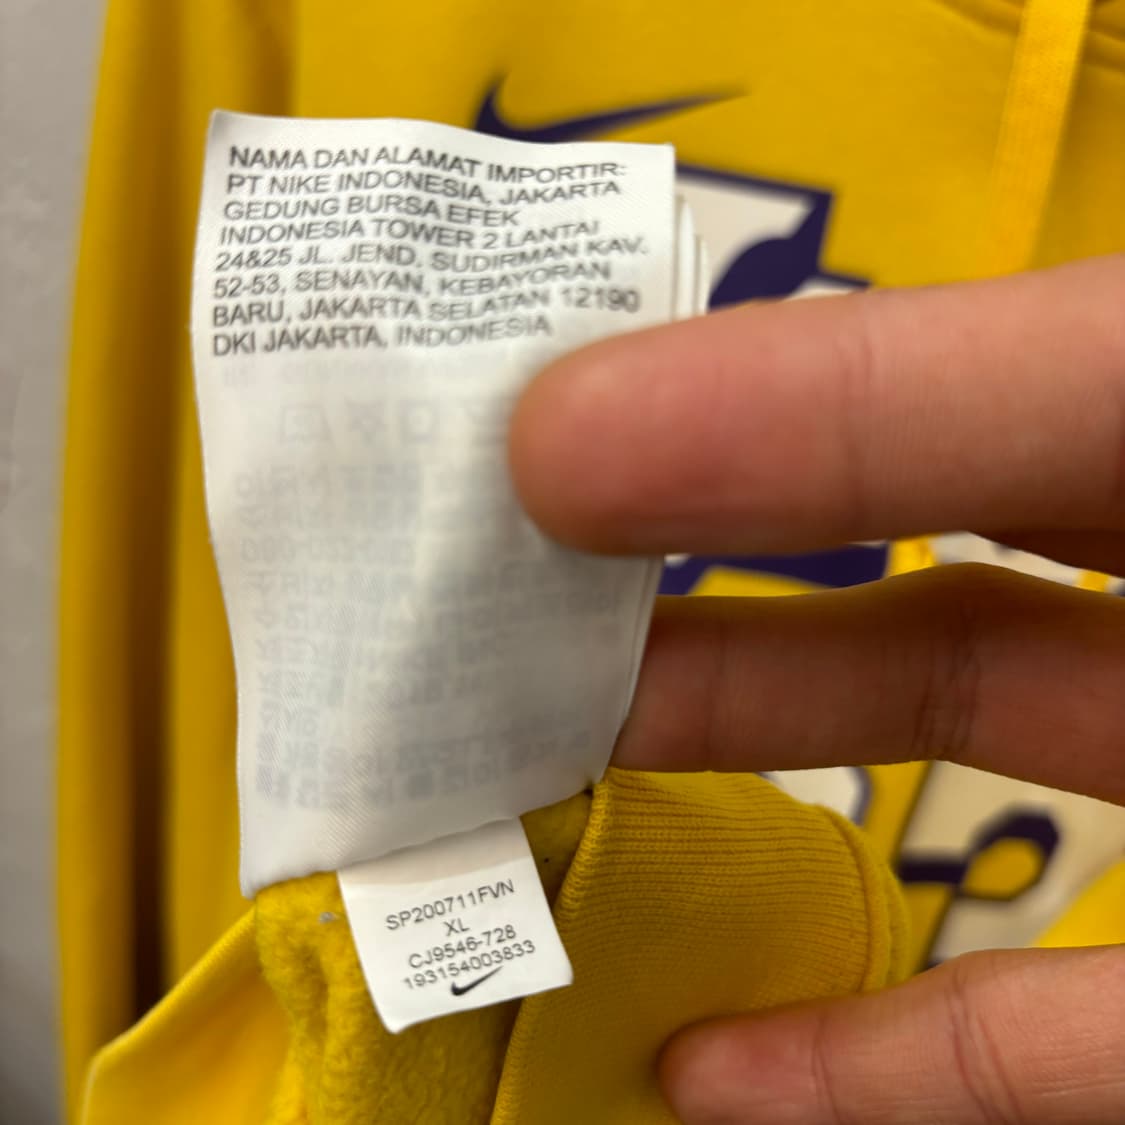 NAMA DAN ALAMAT IMPORTIR:
PT NIKE INDONESIA, JAKARTA
GEDUNG BURSA EFEK
INDONESIA TOWER 2 LANTAI
24&25 JL. JEND. SUDIRMAN KAV.
52-53, SENAYAN, KEBAYORAN
BARU, JAKARTA SELATAN 12190
DKI JAKARTA, INDONESIA
SP200711FVN
XL
CJ9546-728
193154003833